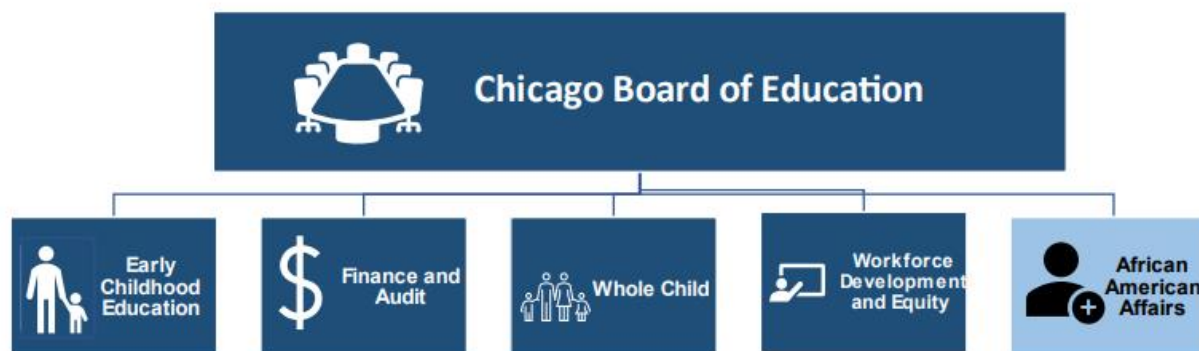 Chicago Board of Education
Early
Childhood
Education
$
Finance and
Audit
Whole Child
Workforce
Development
and Equity
African
American
Affairs